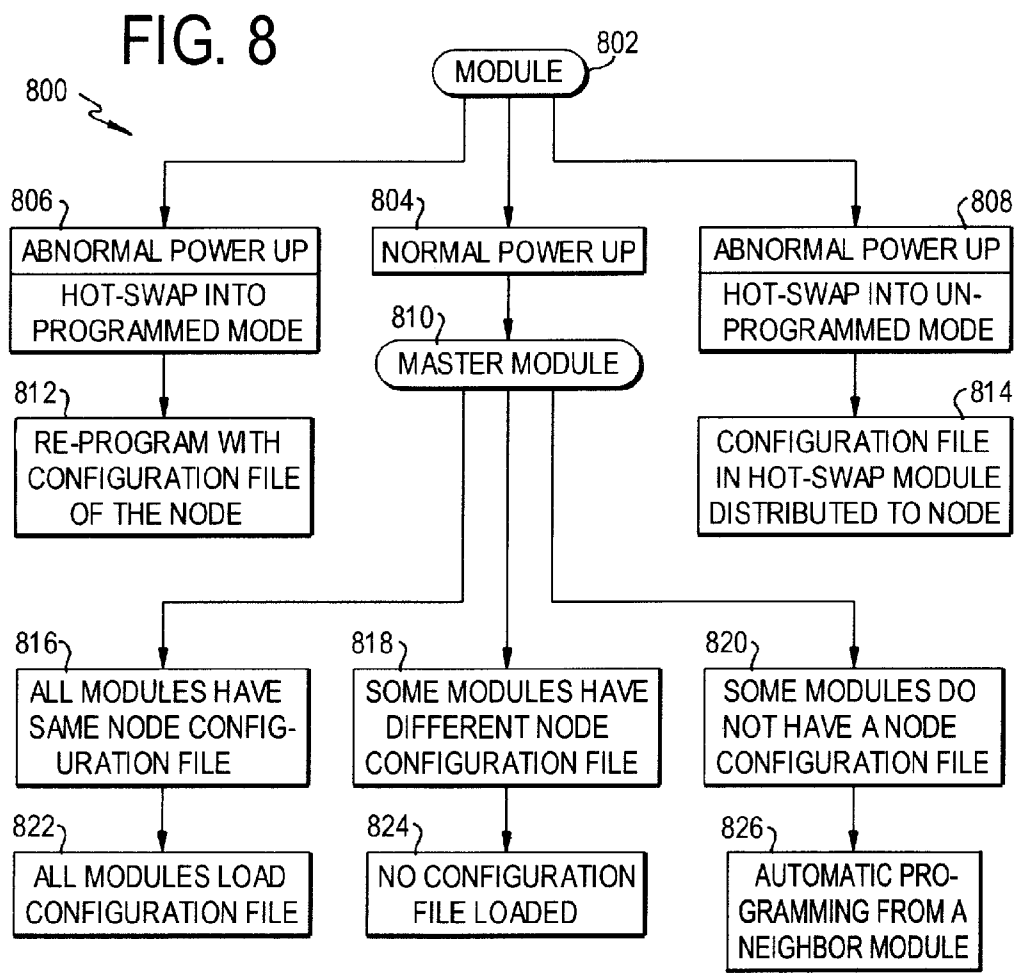 FIG. 8
800
802
MODULE
806
ABNORMAL POWER UP
HOT-SWAP INTO
PROGRAMMED MODE
804
NORMAL POWER UP
808
ABNORMAL POWER UP
HOT-SWAP INTO UN-
PROGRAMMED MODE
810
MASTER MODULE
812
RE-PROGRAM WITH
CONFIGURATION FILE
OF THE NODE
814
CONFIGURATION FILE
IN HOT-SWAP MODULE
DISTRIBUTED TO NODE
816
ALL MODULES HAVE
SAME NODE CONFIG-
URATION FILE
818
SOME MODULES HAVE
DIFFERENT NODE
CONFIGURATION FILE
820
SOME MODULES DO
NOT HAVE A NODE
CONFIGURATION FILE
822
ALL MODULES LOAD
CONFIGURATION FILE
824
NO CONFIGURATION
FILE LOADED
826
AUTOMATIC PRO-
GRAMMING FROM A
NEIGHBOR MODULE